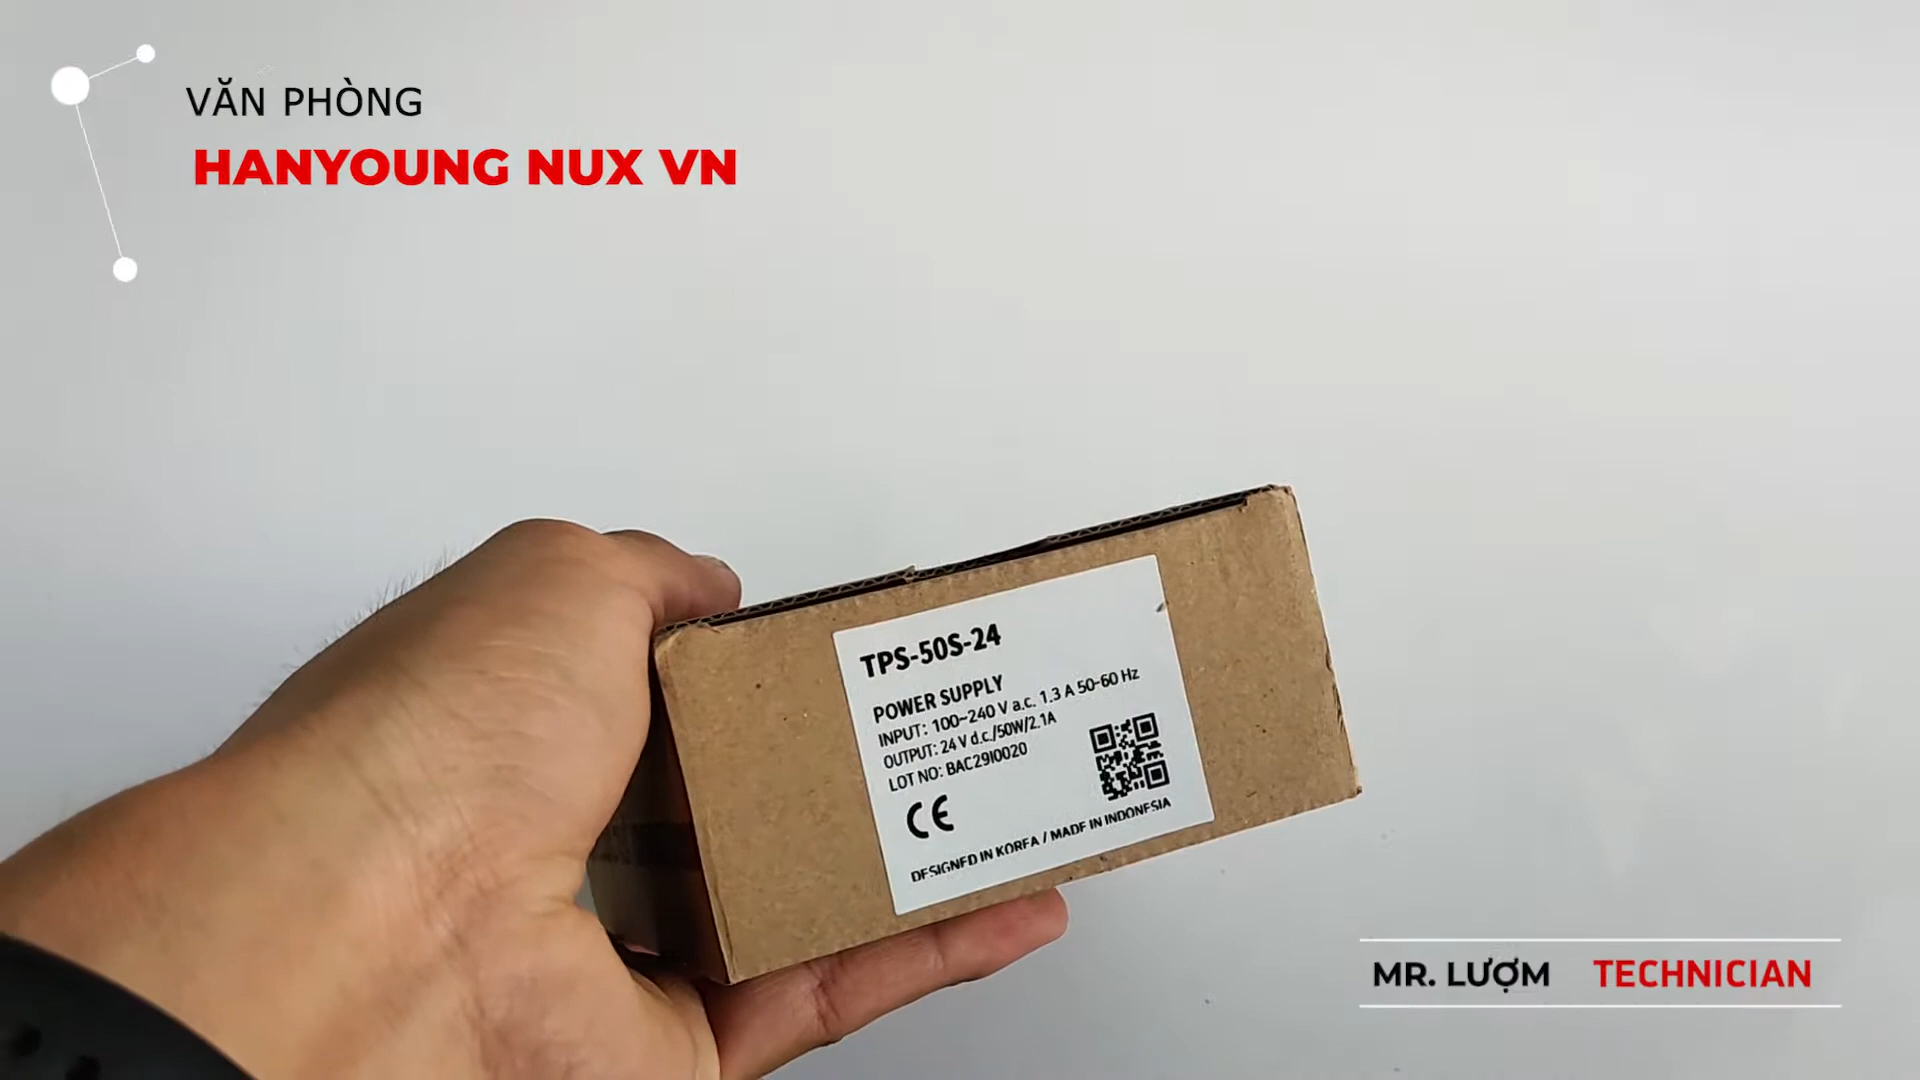 VĂN PHÒNG
HANYOUNG NUX VN
TPS-50S-24
POWER SUPPLY
INPUT: 100~240 V a.c. 1.3 A 50-60 Hz
OUTPUT: 24 V d.c./50W/2.1A
LOT NO: BAC29I0020
CE
DESIGNED IN KOREA / MADE IN INDONESIA
MR. LƯỢM TECHNICIAN